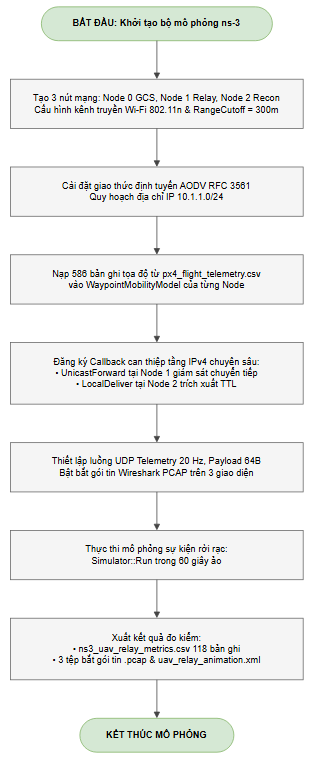 BẮT ĐẦU: Khởi tạo bộ mô phỏng ns-3
Tạo 3 nút mạng: Node 0 GCS, Node 1 Relay, Node 2 Recon
Cấu hình kênh truyền Wi-Fi 802.11n & RangeCutoff = 300m
Cài đặt giao thức định tuyến AODV RFC 3561
Quy hoạch địa chỉ IP 10.1.1.0/24
Nạp 586 bản ghi tọa độ từ px4_flight_telemetry.csv
vào WaypointMobilityModel của từng Node
Đăng ký Callback can thiệp tầng IPv4 chuyên sâu:
• UnicastForward tại Node 1 giám sát chuyển tiếp
• LocalDeliver tại Node 2 trích xuất TTL
Thiết lập luồng UDP Telemetry 20 Hz, Payload 64B
Bật bắt gói tin Wireshark PCAP trên 3 giao diện
Thực thi mô phỏng sự kiện rời rạc:
Simulator::Run trong 60 giây ảo
Xuất kết quả đo kiểm:
• ns3_uav_relay_metrics.csv 118 bản ghi
• 3 tệp bắt gói tin .pcap & uav_relay_animation.xml
KẾT THÚC MÔ PHỎNG